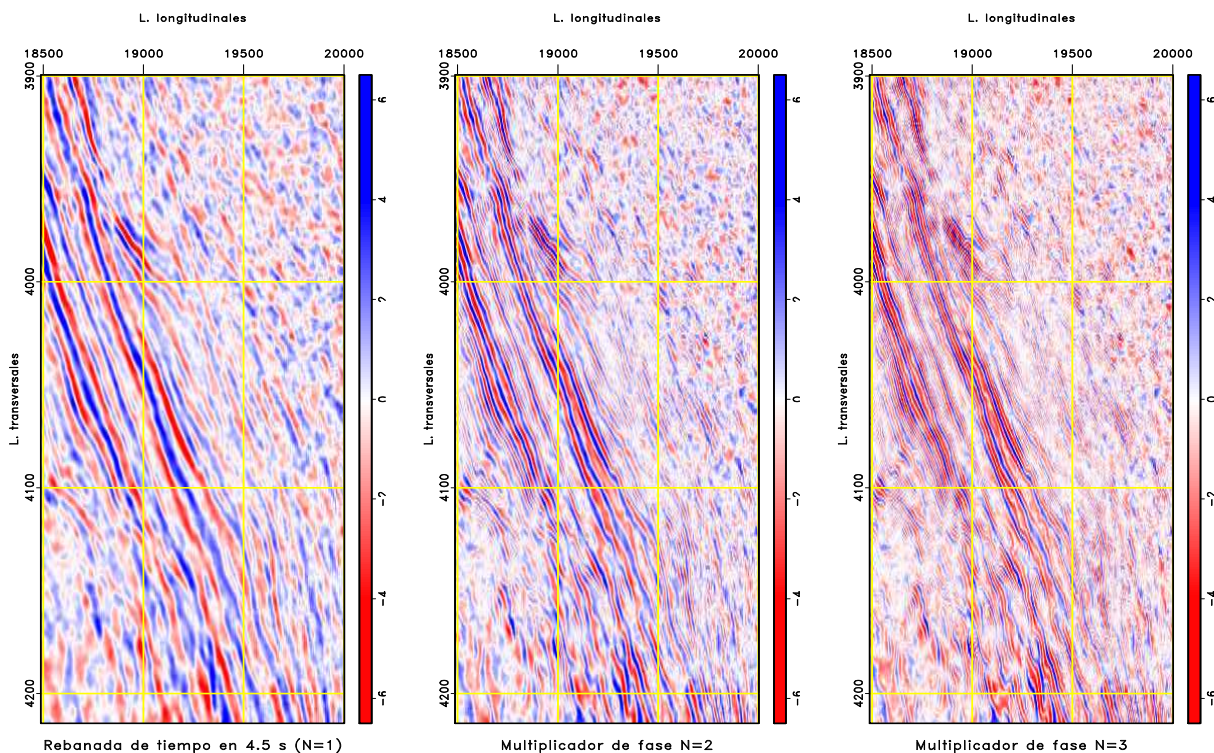 L. longitudinales
18500 19000 19500 20000
3900
4000
4100
4200
L. transversales
6
4
2
0
−2
−4
−6
Rebanada de tiempo en 4.5 s (N=1)
L. longitudinales
18500 19000 19500 20000
3900
4000
4100
4200
L. transversales
6
4
2
0
−2
−4
−6
Multiplicador de fase N=2
L. longitudinales
18500 19000 19500 20000
3900
4000
4100
4200
L. transversales
6
4
2
0
−2
−4
−6
Multiplicador de fase N=3